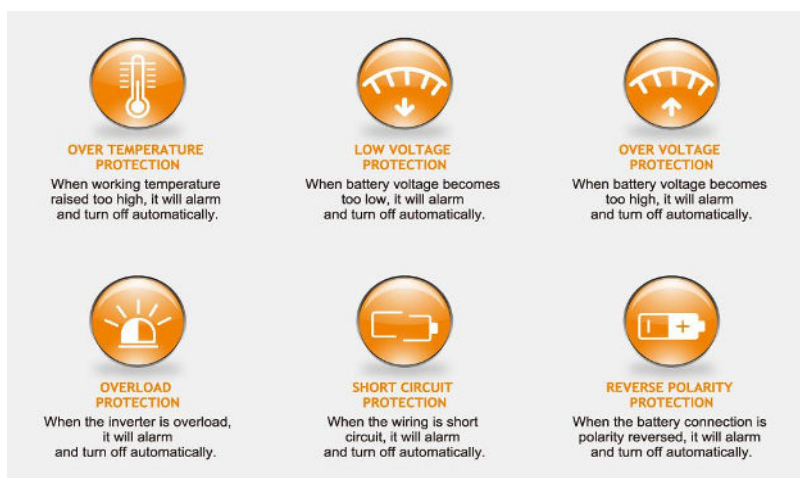 OVER TEMPERATURE
PROTECTION
When working temperature
raised too high, it will alarm
and turn off automatically.
LOW VOLTAGE
PROTECTION
When battery voltage becomes
too low, it will alarm
and turn off automatically.
OVER VOLTAGE
PROTECTION
When battery voltage becomes
too high, it will alarm
and turn off automatically.
OVERLOAD
PROTECTION
When the inverter is overload,
it will alarm
and turn off automatically.
SHORT CIRCUIT
PROTECTION
When the wiring is short
circuit, it will alarm
and turn off automatically.
REVERSE POLARITY
PROTECTION
When the battery connection is
polarity reversed, it will alarm
and turn off automatically.